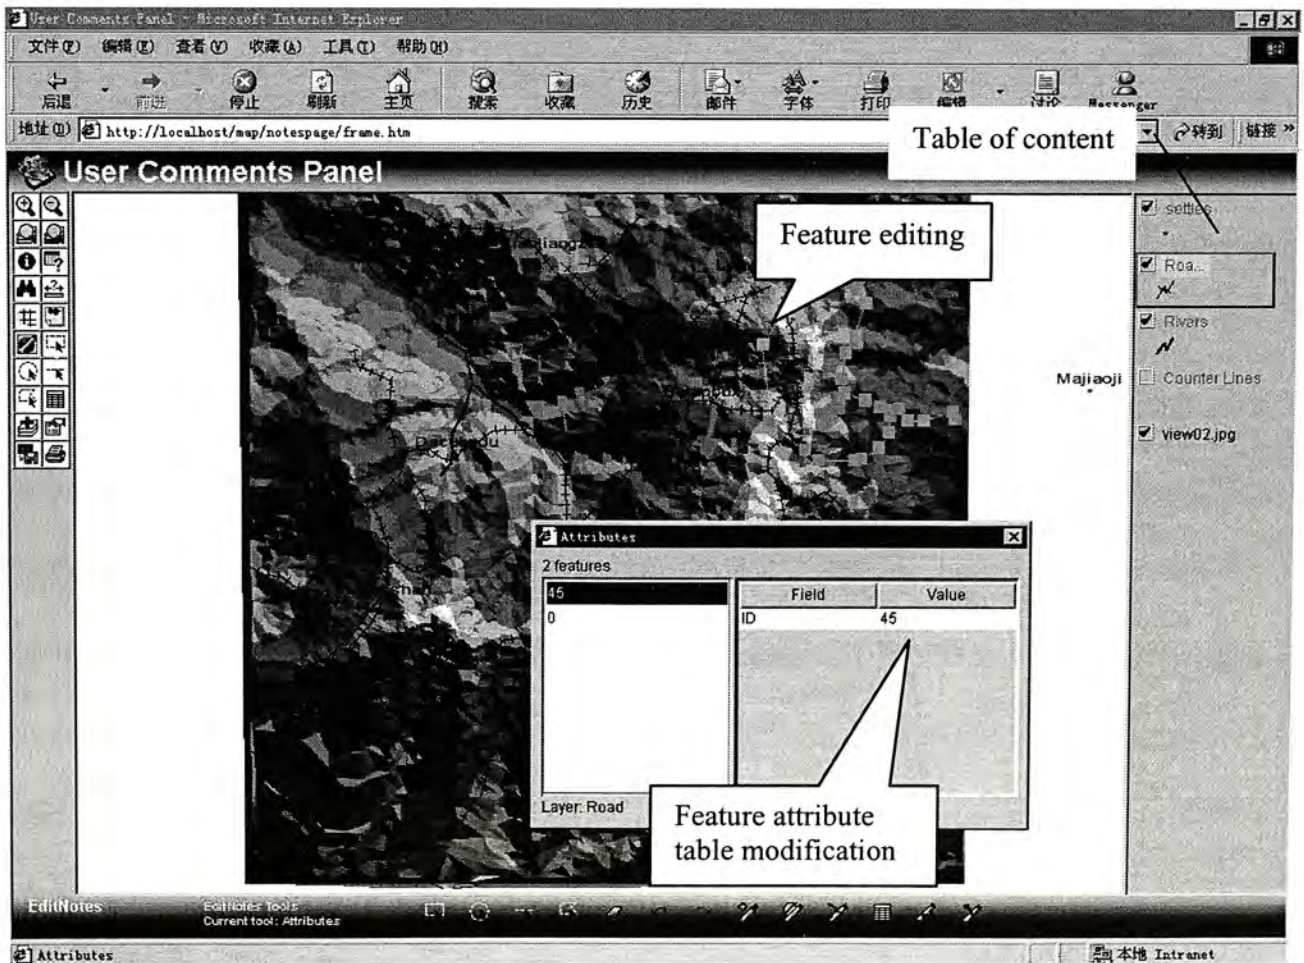 User Comments Panel - Microsoft Internet Explorer
文件(F) 编辑(E) 查看(V) 收藏(A) 工具(T) 帮助(H)
后退 前进 停止 刷新 主页 搜索 收藏 历史 邮件 字体 打印 编辑 讨论 Messenger
地址(D) http://localhost/map/notespage/frame.htm 转到 链接 »
Table of content
User Comments Panel
settles
Feature editing
Roa...
Rivers
Majiaoji
Counter Lines
view02.jpg
Attributes
2 features
45
0
Field Value
ID 45
Layer: Road
Feature attribute
table modification
EditNotes
EditNotes Tools
Current tool: Attributes
Attributes
本地 Intranet